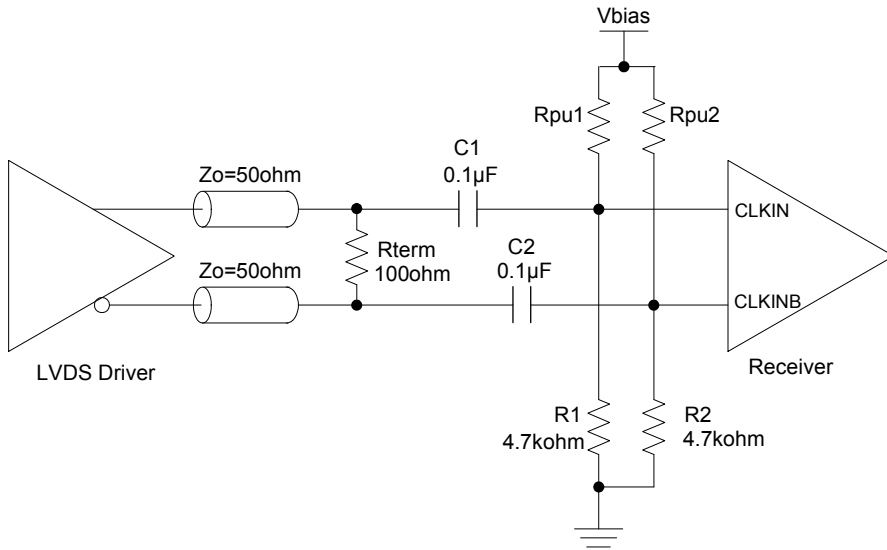 Vbias
Rpu1
Rpu2
C1
0.1µF
Zo=50ohm
CLKIN
Rterm
100ohm
C2
0.1µF
Zo=50ohm
CLKINB
LVDS Driver
Receiver
R1
4.7kohm
R2
4.7kohm